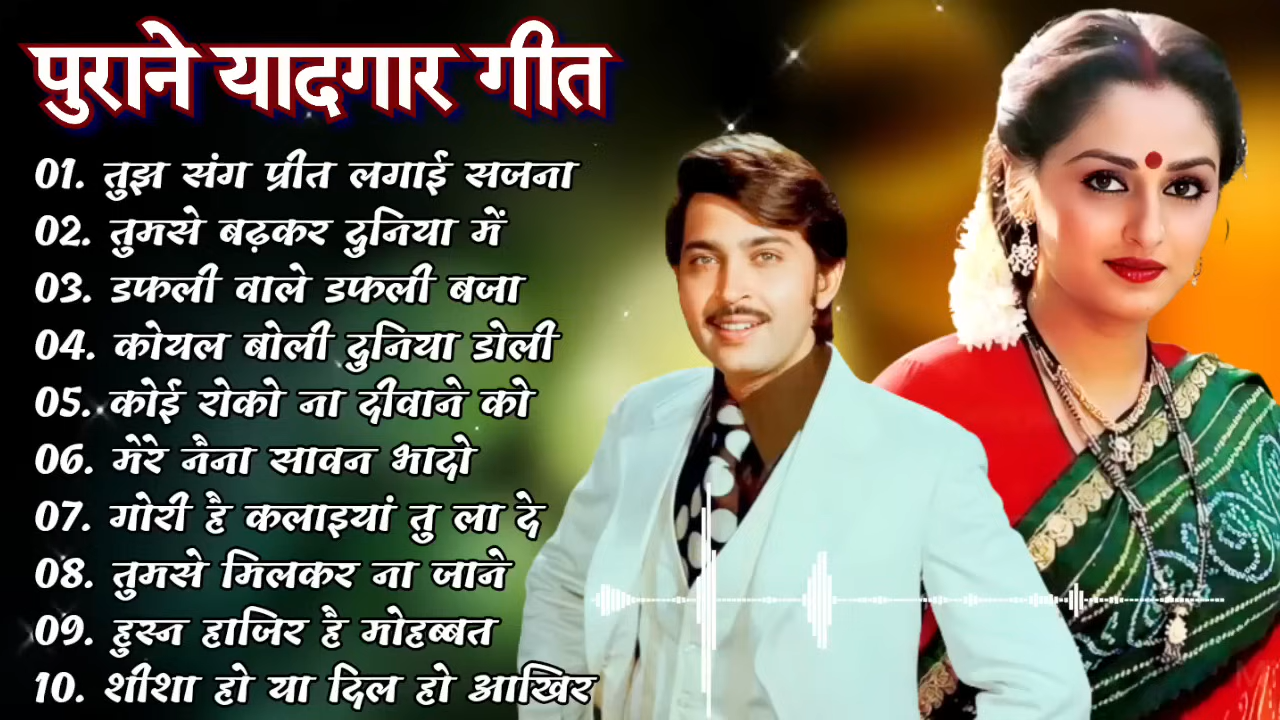 पुराने यादगार गीत
01. तुझ संग प्रीत लगाई सजना
02. तुमसे बढ़कर दुनिया में
03. डफली वाले डफली बजा
04. कोयल बोली दुनिया डोली
05. कोई रोको ना दीवाने को
06. मेरे नैना सावन भादो
07. गोरी है कलाइयां तु ला दे
08. तुमसे मिलकर ना जाने
09. हुस्न हाजिर है मोहब्बत
10. शीशा हो या दिल हो आखिर